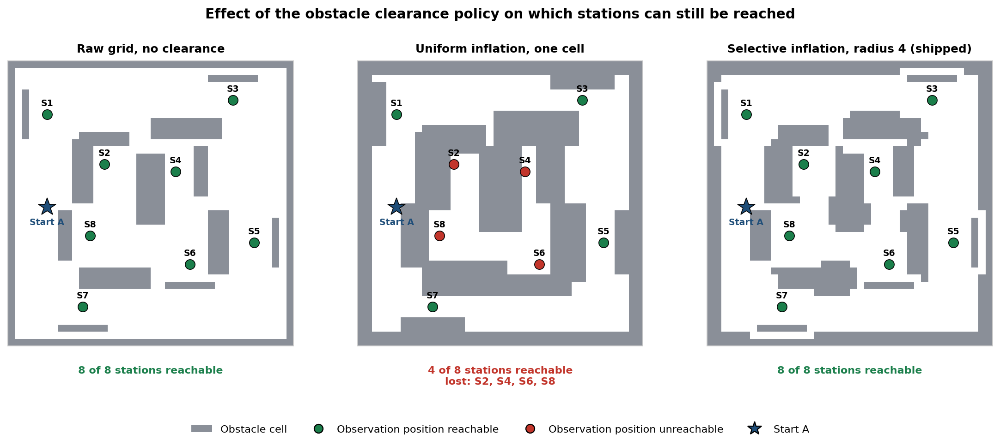 Effect of the obstacle clearance policy on which stations can still be reached
Raw grid, no clearance
S3
S1
S2
S4
Start A
S8
S5
S6
S7
8 of 8 stations reachable
Uniform inflation, one cell
S3
S1
S2
S4
Start A
S8
S5
S6
S7
4 of 8 stations reachable
lost: S2, S4, S6, S8
Selective inflation, radius 4 (shipped)
S3
S1
S2
S4
Start A
S8
S5
S6
S7
8 of 8 stations reachable
Obstacle cell
Observation position reachable
Observation position unreachable
Start A